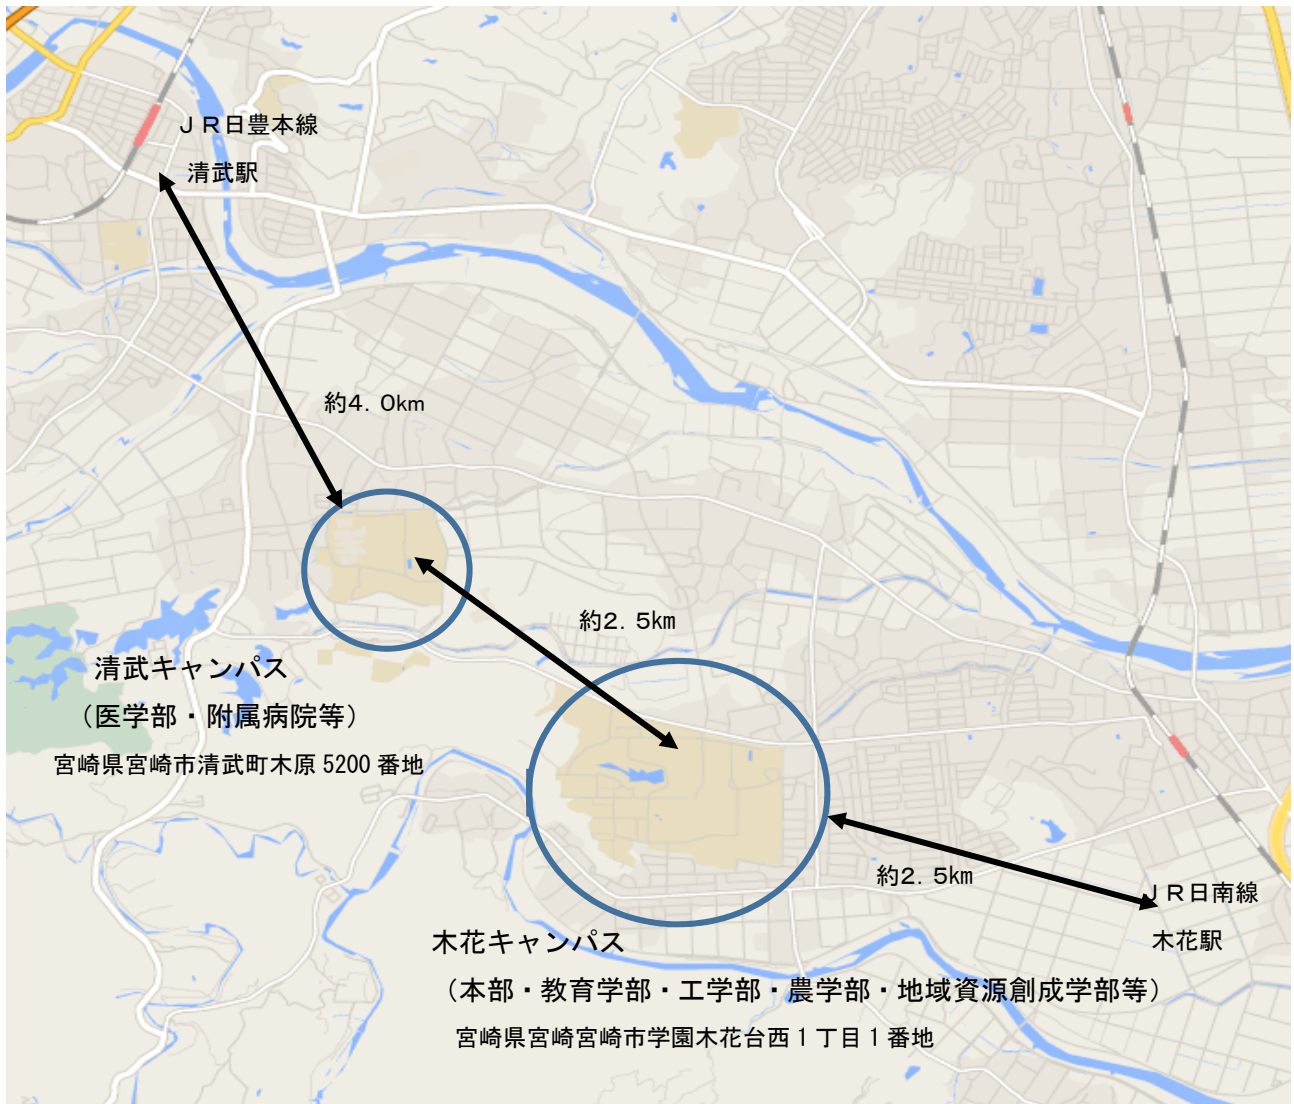 ＪＲ日豊本線
清武駅
約4．0km
約2．5km
清武キャンパス
（医学部・附属病院等）
宮崎県宮崎市清武町木原 5200 番地
約2．5km
ＪＲ日南線
木花駅
木花キャンパス
（本部・教育学部・工学部・農学部・地域資源創成学部等）
宮崎県宮崎宮崎市学園木花台西１丁目１番地